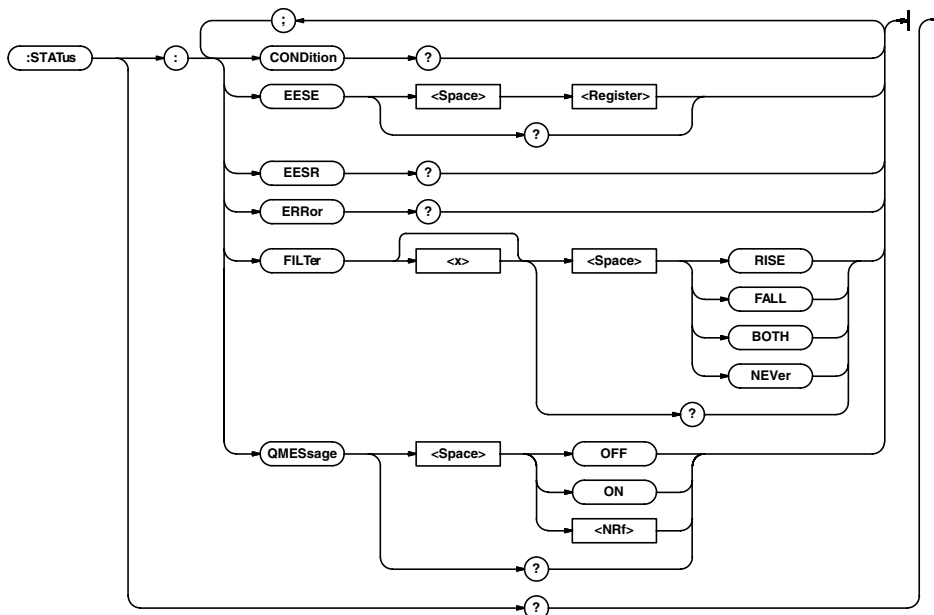 ;
:STATus : CONDition ?
EESE <Space> <Register>
?
EESR ?
ERRor ?
FILTer <x> <Space> RISE
FALL
BOTH
NEVer
?
QMESsage <Space> OFF
ON
<NRf>
?
?